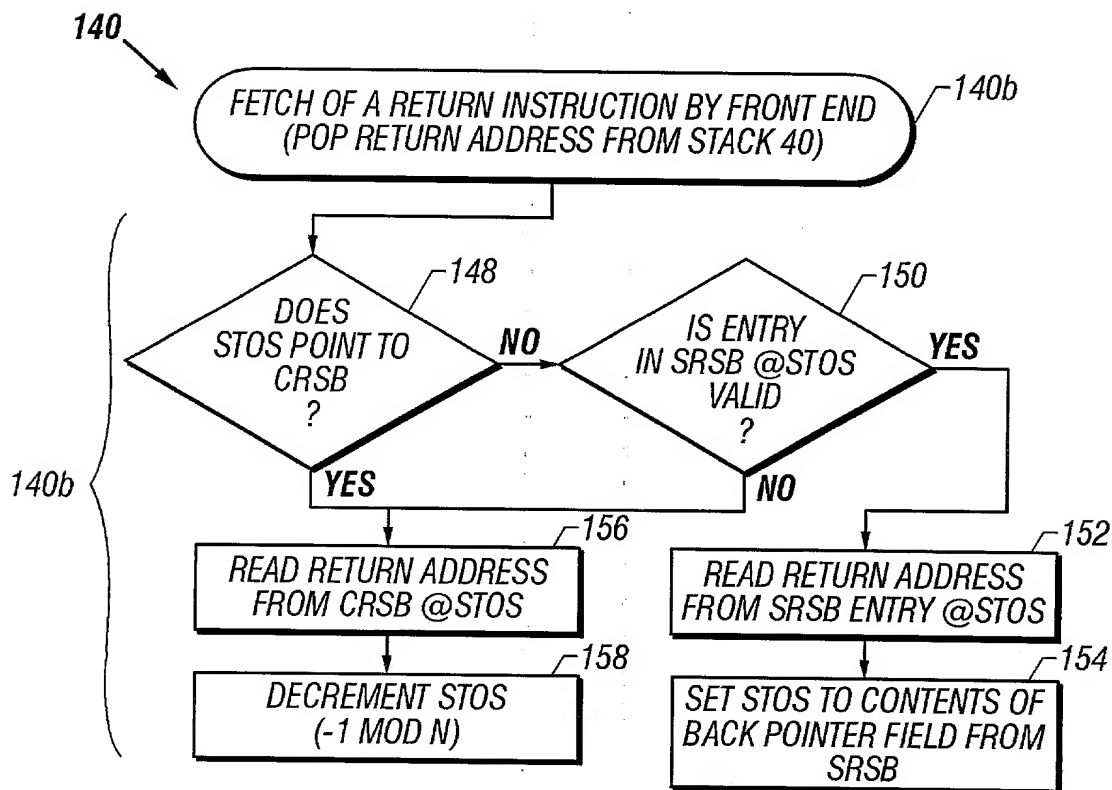 140
FETCH OF A RETURN INSTRUCTION BY FRONT END
(POP RETURN ADDRESS FROM STACK 40)
140b
148
DOES
STOS POINT TO
CRSB
?
NO
YES
150
IS ENTRY
IN SRSB @STOS
VALID
?
YES
NO
140b
156
READ RETURN ADDRESS
FROM CRSB @STOS
152
READ RETURN ADDRESS
FROM SRSB ENTRY @STOS
158
DECREMENT STOS
(-1 MOD N)
154
SET STOS TO CONTENTS OF
BACK POINTER FIELD FROM
SRSB